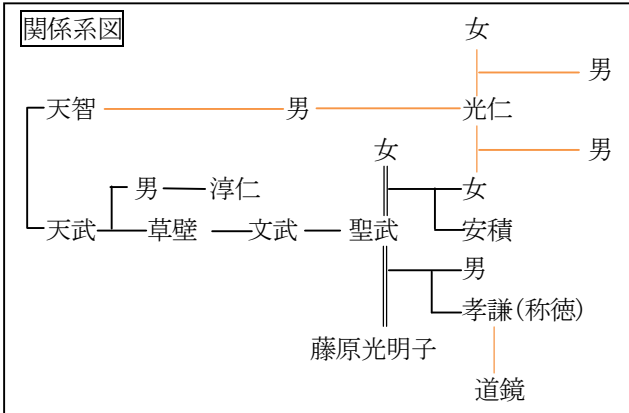 関係系図
女
男
天智 男 光仁
女 男
男 淳仁 女
天武 草壁 文武 聖武 安積
男
孝謙(称徳)
藤原光明子
道鏡